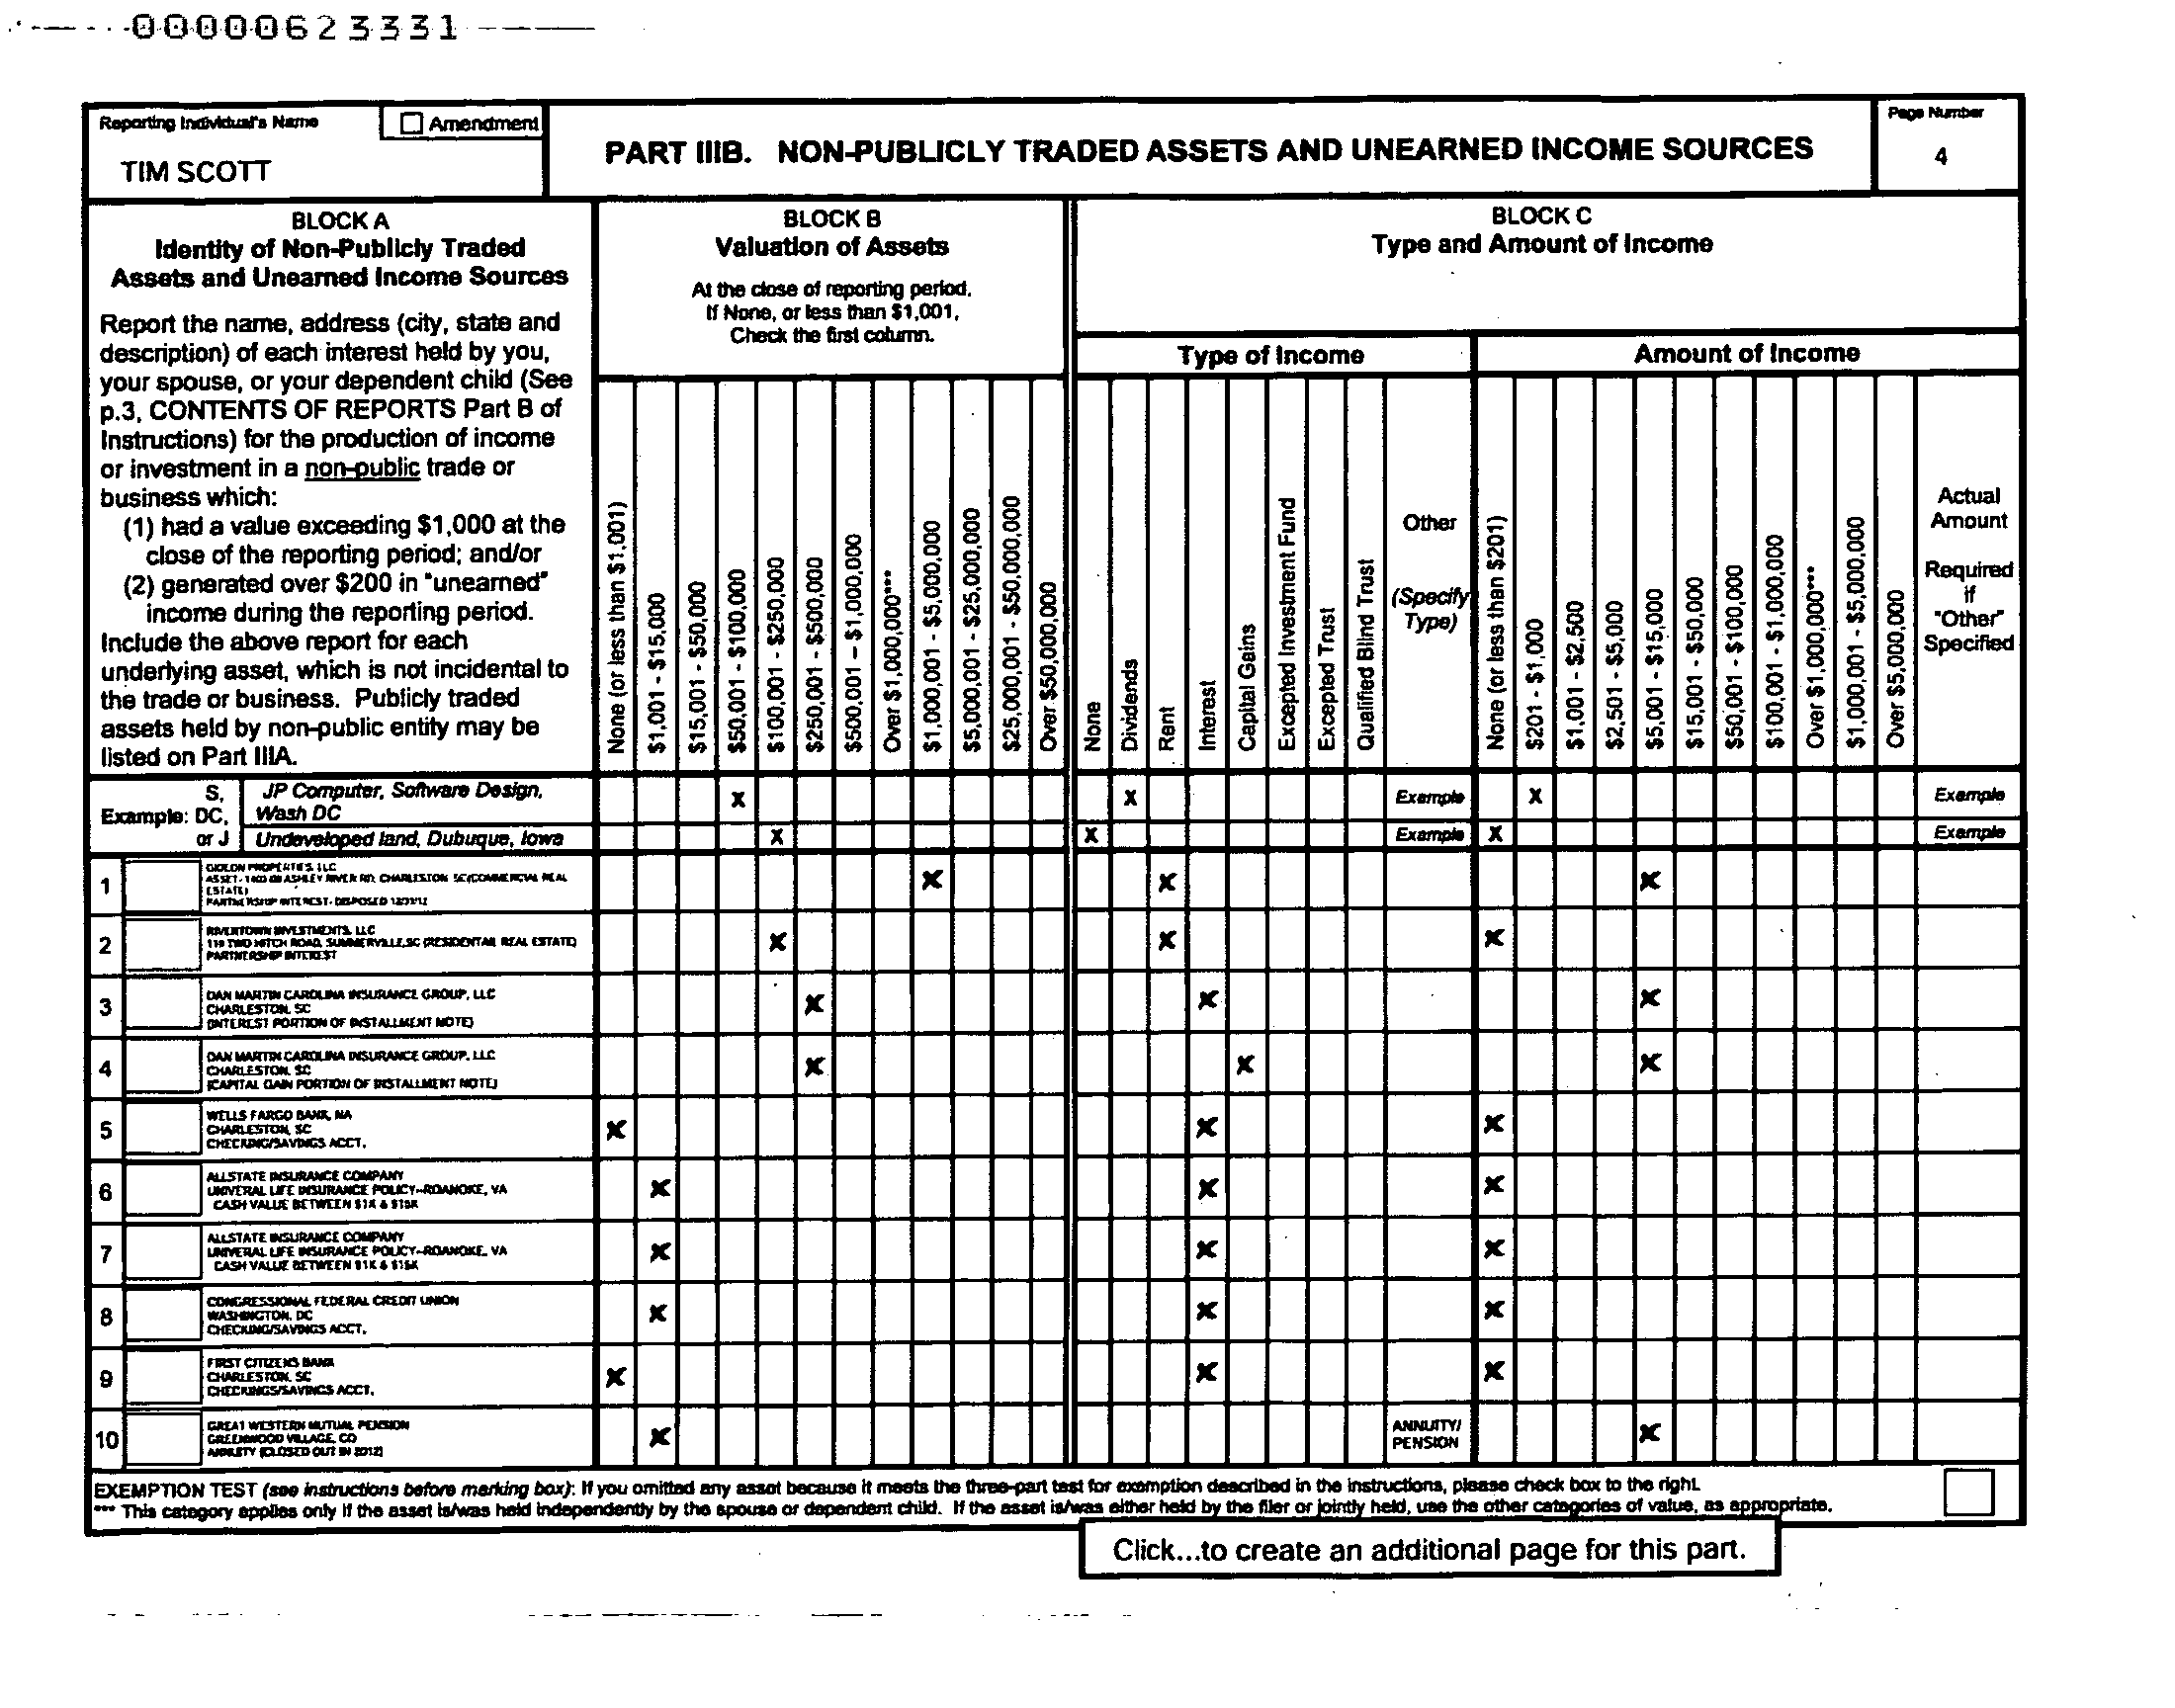 00000623331
Reporting Individual's Name
Amendment
TIM SCOTT
PART IIIB. NON-PUBLICLY TRADED ASSETS AND UNEARNED INCOME SOURCES
Page Number
4
BLOCK A
Identity of Non-Publicly Traded
Assets and Unearned Income Sources
Report the name, address (city, state and
description) of each interest held by you,
your spouse, or your dependent child (See
p.3, CONTENTS OF REPORTS Part B of
Instructions) for the production of income
or investment in a non-public trade or
business which:
(1) had a value exceeding $1,000 at the
close of the reporting period; and/or
(2) generated over $200 in "unearned"
income during the reporting period.
Include the above report for each
underlying asset, which is not incidental to
the trade or business. Publicly traded
assets held by non-public entity may be
listed on Part IIIA.
BLOCK B
Valuation of Assets
At the close of reporting period.
If None, or less than $1,001,
Check the first column.
None (or less than $1,001)
$1,001 - $15,000
$15,001 - $50,000
$50,001 - $100,000
$100,001 - $250,000
$250,001 - $500,000
$500,001 – $1,000,000
Over $1,000,000***
$1,000,001 - $5,000,000
$5,000,001 - $25,000,000
$25,000,001 - $50,000,000
Over $50,000,000
BLOCK C
Type and Amount of Income
Type of Income
None
Dividends
Rent
Interest
Capital Gains
Excepted Investment Fund
Excepted Trust
Qualified Blind Trust
Other
(Specify
Type)
Amount of Income
None (or less than $201)
$201 - $1,000
$1,001 - $2,500
$2,501 - $5,000
$5,001 - $15,000
$15,001 - $50,000
$50,001 - $100,000
$100,001 - $1,000,000
Over $1,000,000***
$1,000,001 - $5,000,000
Over $5,000,000
Actual
Amount
Required
if
"Other"
Specified
Example: S, DC, or J
JP Computer, Software Design,
Wash DC
X X Example X Example
Undeveloped land, Dubuque, Iowa
X X Example X Example
1
PROPERTIES, LLC
ASHLEY RIVER RD, CHARLESTON SC(COMMERCIAL REAL
ESTATE)
PARTNERSHIP INTEREST- DISPOSED
X X X
2
RIVERTOWN INVESTMENTS, LLC
119 TWO HITCH ROAD, SUMMERVILLE,SC (RESIDENTAIL REAL ESTATE)
PARTNERSHIP INTEREST
X X X
3
DAN MARTIN CAROLINA INSURANCE GROUP, LLC
CHARLESTON, SC
(INTEREST PORTION OF INSTALLMENT NOTE)
X X X
4
DAN MARTIN CAROLINA INSURANCE GROUP, LLC
CHARLESTON, SC
(CAPITAL GAIN PORTION OF INSTALLMENT NOTE)
X X X
5
WELLS FARGO BANK, NA
CHARLESTON, SC
CHECKING/SAVINGS ACCT.
X X X
6
ALLSTATE INSURANCE COMPANY
UNIVERAL LIFE INSURANCE POLICY--ROANOKE, VA
CASH VALUE BETWEEN $1K & $15K
X X X
7
ALLSTATE INSURANCE COMPANY
UNIVERAL LIFE INSURANCE POLICY--ROANOKE, VA
CASH VALUE BETWEEN $1K & $15K
X X X
8
CONGRESSIONAL FEDERAL CREDIT UNION
WASHINGTON, DC
CHECKING/SAVINGS ACCT.
X X X
9
FIRST CITIZENS BANK
CHARLESTON, SC
CHECKINGS/SAVINGS ACCT.
X X X
10
GREAT WESTERN MUTUAL PENSION
GREENWOOD VILLAGE, CO
(CLOSED OUT IN 2012)
X ANNUITY/ X
PENSION
EXEMPTION TEST (see instructions before marking box): If you omitted any asset because it meets the three-part test for exemption described in the instructions, please check box to the right.
*** This category applies only if the asset is/was held independently by the spouse or dependent child. If the asset is/was either held by the filer or jointly held, use the other categories of value, as appropriate.
Click...to create an additional page for this part.